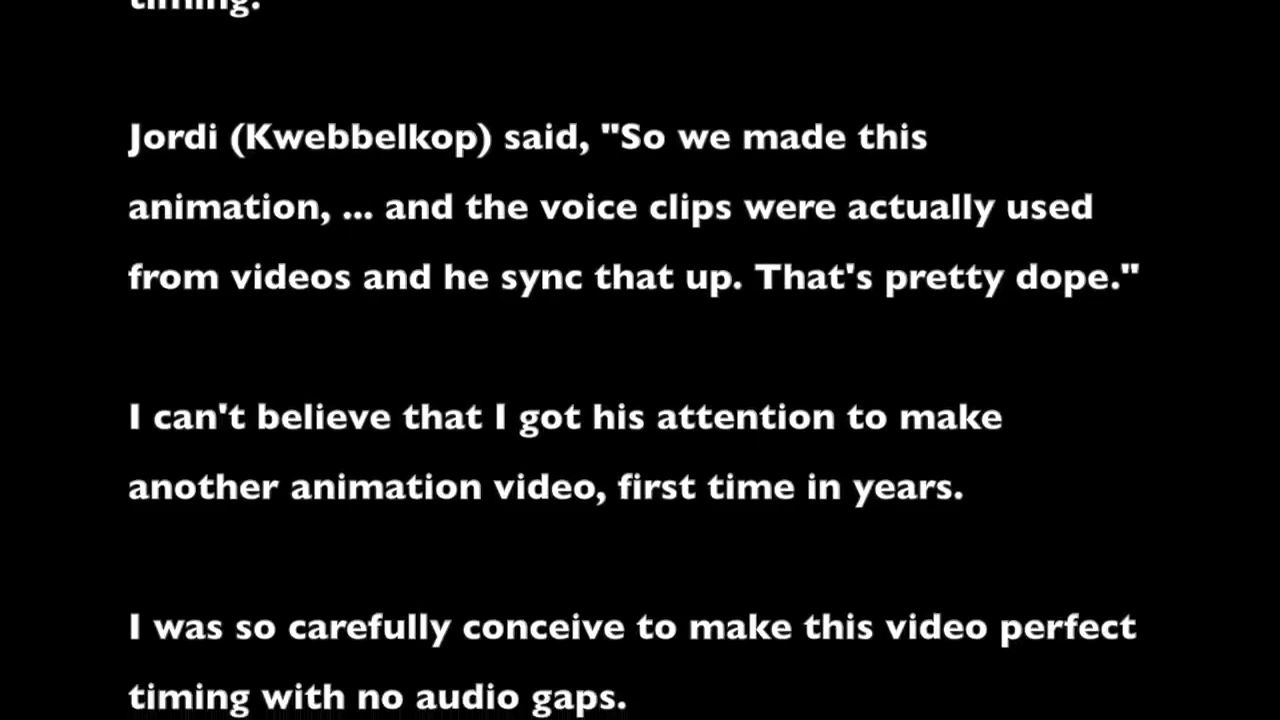 timing.
Jordi (Kwebbelkop) said, "So we made this
animation, ... and the voice clips were actually used
from videos and he sync that up. That's pretty dope."
I can't believe that I got his attention to make
another animation video, first time in years.
I was so carefully conceive to make this video perfect
timing with no audio gaps.